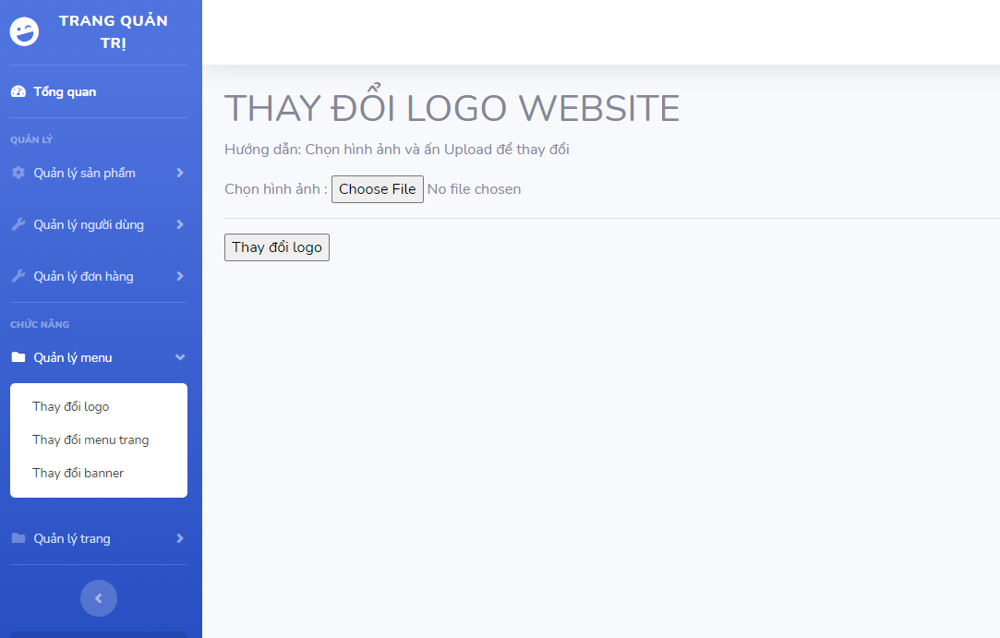 TRANG QUẢN
TRỊ
Tổng quan
QUẢN LÝ
Quản lý sản phẩm
Quản lý người dùng
Quản lý đơn hàng
CHỨC NĂNG
Quản lý menu
Thay đổi logo
Thay đổi menu trang
Thay đổi banner
Quản lý trang
THAY ĐỔI LOGO WEBSITE
Hướng dẫn: Chọn hình ảnh và ấn Upload để thay đổi
Chọn hình ảnh : Choose File No file chosen
Thay đổi logo